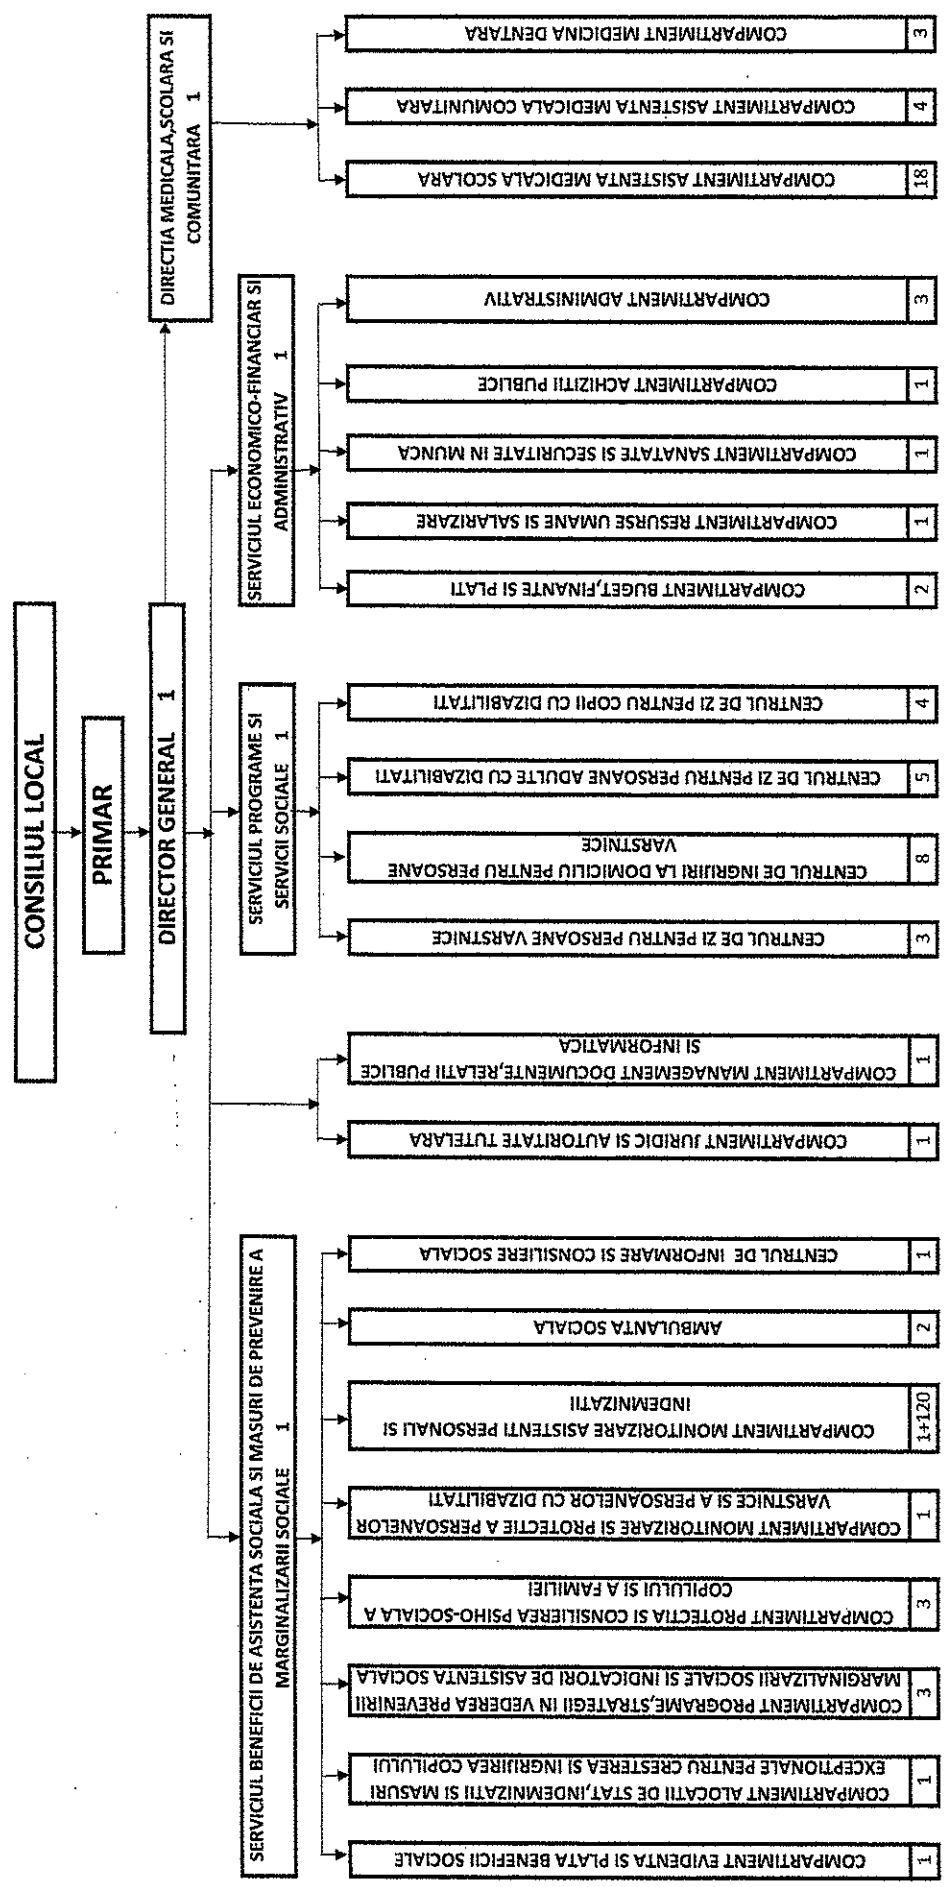 CONSILIUL LOCAL
PRIMAR
DIRECTOR GENERAL 1
DIRECTIA MEDICALA,SCOLARA SI
COMUNITARA 1
SERVICIUL BENEFICII DE ASISTENTA SOCIALA SI MASURI DE PREVENIRE A
MARGINALIZARII SOCIALE 1
SERVICIUL PROGRAME SI
SERVICII SOCIALE 1
SERVICIUL ECONOMICO-FINANCIAR SI
ADMINISTRATIV 1
COMPARTIMENT EVIDENTA SI PLATA BENEFICII SOCIALE
1
COMPARTIMENT ALOCATII DE STAT,INDEMNIZATII SI MASURI
EXCEPTIONALE PENTRU CRESTEREA SI INGRIJIREA COPILULUI
1
COMPARTIMENT PROGRAME,STRATEGII IN VEDEREA PREVENIRII
MARGINALIZARII SOCIALE SI INDICATORI DE ASISTENTA SOCIALA
3
COMPARTIMENT PROTECTIA SI CONSILIEREA PSIHO-SOCIALA A
COPILULUI SI A FAMILIEI
3
COMPARTIMENT MONITORIZARE SI PROTECTIE A PERSOANELOR
VARSTNICE SI A PERSOANELOR CU DIZABILITATI
1
COMPARTIMENT MONITORIZARE ASISTENTI PERSONALI SI
INDEMNIZATII
1+120
AMBULANTA SOCIALA
2
CENTRUL DE INFORMARE SI CONSILIERE SOCIALA
1
COMPARTIMENT JURIDIC SI AUTORITATE TUTELARA
1
COMPARTIMENT MANAGEMENT DOCUMENTE,RELATII PUBLICE
SI INFORMATICA
1
CENTRUL DE ZI PENTRU PERSOANE VARSTNICE
3
CENTRUL DE INGRIJIRI LA DOMICILIU PENTRU PERSOANE
VARSTNICE
8
CENTRUL DE ZI PENTRU PERSOANE ADULTE CU DIZABILITATI
5
CENTRUL DE ZI PENTRU COPII CU DIZABILITATI
4
COMPARTIMENT BUGET,FINANTE SI PLATI
2
COMPARTIMENT RESURSE UMANE SI SALARIZARE
1
COMPARTIMENT SANATATE SI SECURITATE IN MUNCA
1
COMPARTIMENT ACHIZITII PUBLICE
1
COMPARTIMENT ADMINISTRATIV
3
COMPARTIMENT ASISTENTA MEDICALA SCOLARA
18
COMPARTIMENT ASISTENTA MEDICALA COMUNITARA
4
COMPARTIMENT MEDICINA DENTARA
3